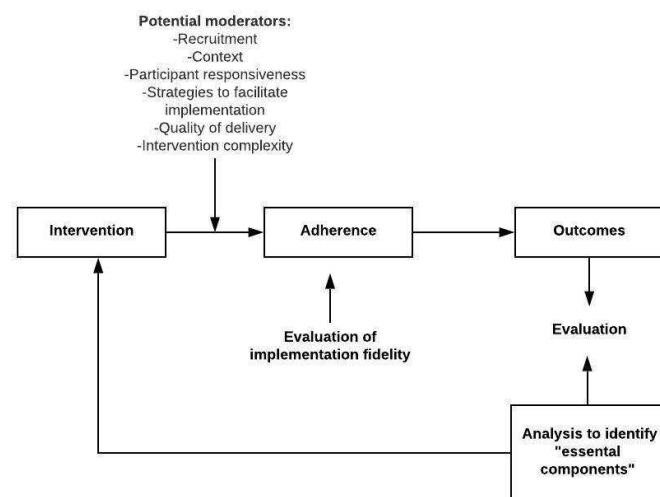 Potential moderators:
-Recruitment
-Context
-Participant responsiveness
-Strategies to facilitate
implementation
-Quality of delivery
-Intervention complexity
Intervention
Adherence
Outcomes
Evaluation of
implementation fidelity
Evaluation
Analysis to identify
"essental
components"